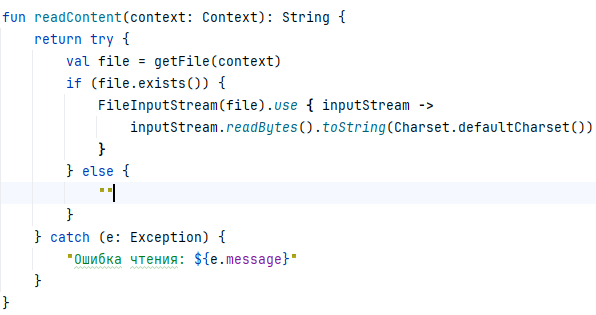 fun readContent(context: Context): String {
    return try {
        val file = getFile(context)
        if (file.exists()) {
            FileInputStream(file).use { inputStream ->
                inputStream.readBytes().toString(Charset.defaultCharset())
            }
        } else {
            ""
        }
    } catch (e: Exception) {
        "Ошибка чтения: ${e.message}"
    }
}